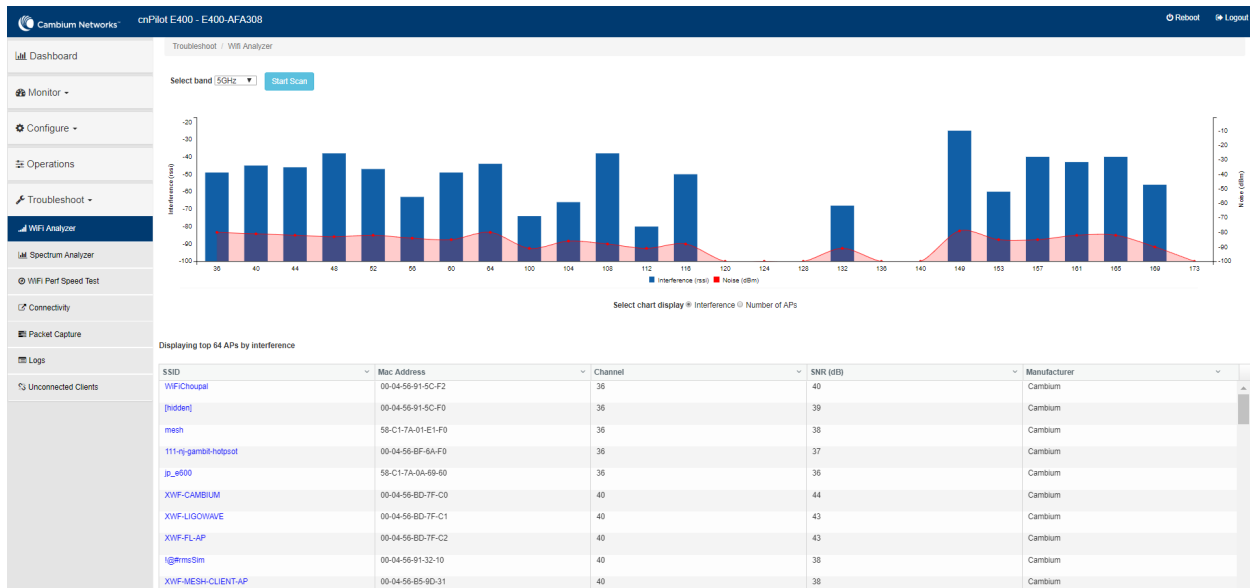 Cambium Networks™ cnPilot E400 - E400-AFA308 Reboot Logout
Dashboard
Monitor
Configure
Operations
Troubleshoot
WiFi Analyzer
Spectrum Analyzer
WiFi Perf Speed Test
Connectivity
Packet Capture
Logs
Unconnected Clients
Troubleshoot / Wifi Analyzer
Select band 5GHz Start Scan
Interference (rssi)
-20
-30
-40
-50
-60
-70
-80
-90
-100
-10
-20
-30
-40
-50
-60
-70
-80
-90
-100
Noise (dBm)
36 40 44 48 52 56 60 64 100 104 108 112 116 120 124 128 132 136 140 149 153 157 161 165 169 173
Interference (rssi) Noise (dBm)
Select chart display Interference Number of APs
Displaying top 64 APs by interference
SSID Mac Address Channel SNR (dB) Manufacturer
WiFiChoupal 00-04-56-91-5C-F2 36 40 Cambium
[hidden] 00-04-56-91-5C-F0 36 39 Cambium
mesh 58-C1-7A-01-E1-F0 36 38 Cambium
111-nj-gambit-hotpsot 00-04-56-BF-6A-F0 36 37 Cambium
jp_e600 58-C1-7A-0A-69-60 36 36 Cambium
XWF-CAMBIUM 00-04-56-BD-7F-C0 40 44 Cambium
XWF-LIGOWAVE 00-04-56-BD-7F-C1 40 43 Cambium
XWF-FL-AP 00-04-56-BD-7F-C2 40 43 Cambium
!@#rmsSim 00-04-56-91-32-10 40 38 Cambium
XWF-MESH-CLIENT-AP 00-04-56-B5-9D-31 40 38 Cambium